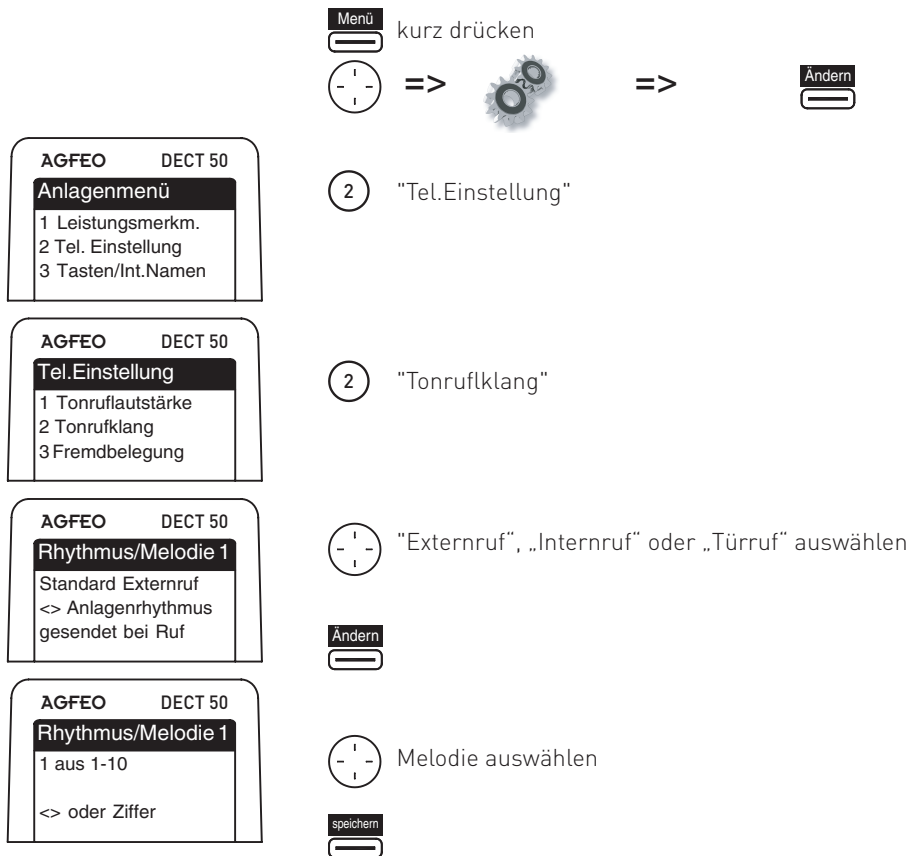 Menü
kurz drücken
=> => Ändern
AGFEO DECT 50
Anlagenmenü
1 Leistungsmerkm.
2 Tel. Einstellung
3 Tasten/Int.Namen
2 "Tel.Einstellung"
AGFEO DECT 50
Tel.Einstellung
1 Tonruflautstärke
2 Tonrufklang
3 Fremdbelegung
2 "Tonruflklang"
AGFEO DECT 50
Rhythmus/Melodie 1
Standard Externruf
<> Anlagenrhythmus
gesendet bei Ruf
"Externruf", „Internruf“ oder „Türruf“ auswählen
Ändern
AGFEO DECT 50
Rhythmus/Melodie 1
1 aus 1-10
<> oder Ziffer
Melodie auswählen
speichern